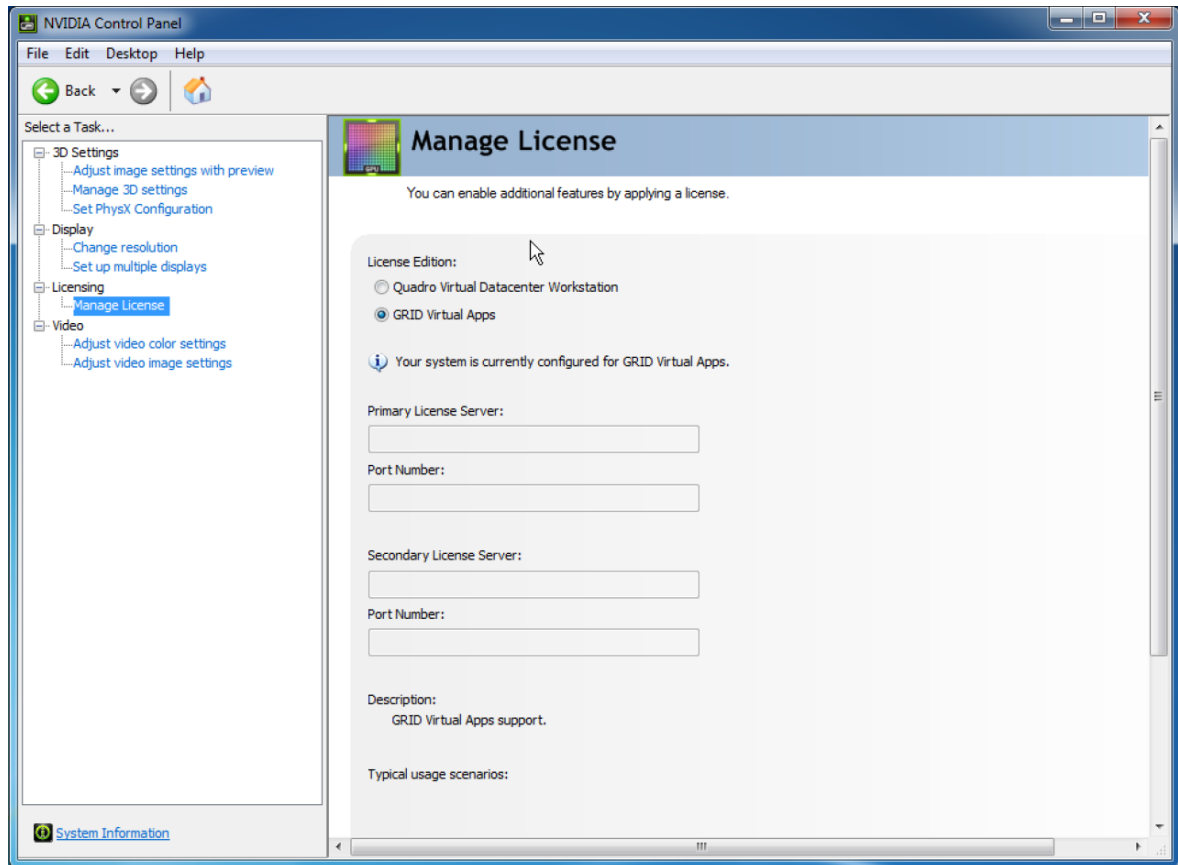 NVIDIA Control Panel
File Edit Desktop Help
Back
Select a Task...
3D Settings
Adjust image settings with preview
Manage 3D settings
Set PhysX Configuration
Display
Change resolution
Set up multiple displays
Licensing
Manage License
Video
Adjust video color settings
Adjust video image settings
System Information
GPU
Manage License
You can enable additional features by applying a license.
License Edition:
Quadro Virtual Datacenter Workstation
GRID Virtual Apps
Your system is currently configured for GRID Virtual Apps.
Primary License Server:
Port Number:
Secondary License Server:
Port Number:
Description:
GRID Virtual Apps support.
Typical usage scenarios: